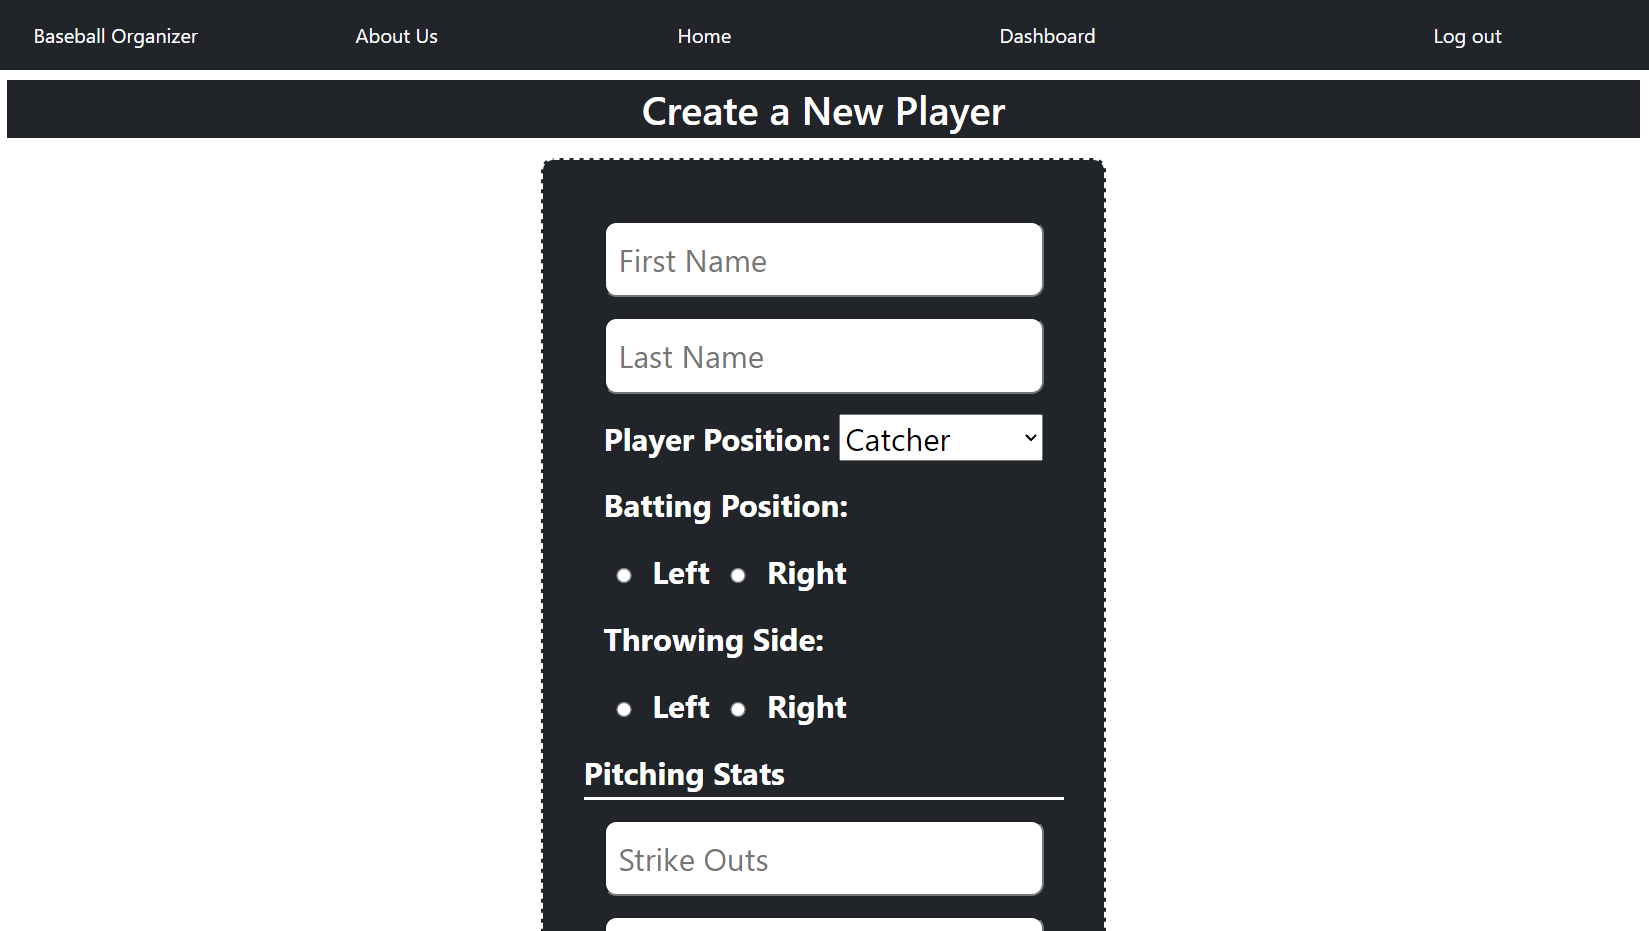 Baseball Organizer About Us Home Dashboard Log out
Create a New Player
First Name
Last Name
Player Position: Catcher
Batting Position:
Left Right
Throwing Side:
Left Right
Pitching Stats
Strike Outs